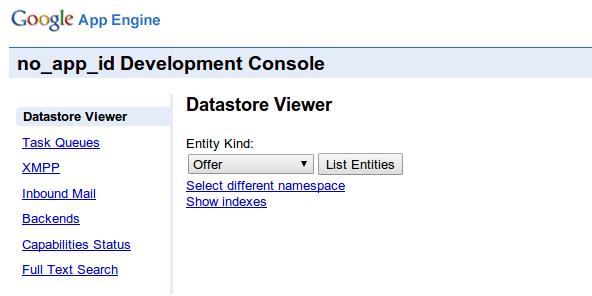 Google App Engine
no_app_id Development Console
Datastore Viewer
Task Queues
XMPP
Inbound Mail
Backends
Capabilities Status
Full Text Search
Datastore Viewer
Entity Kind:
Offer
List Entities
Select different namespace
Show indexes